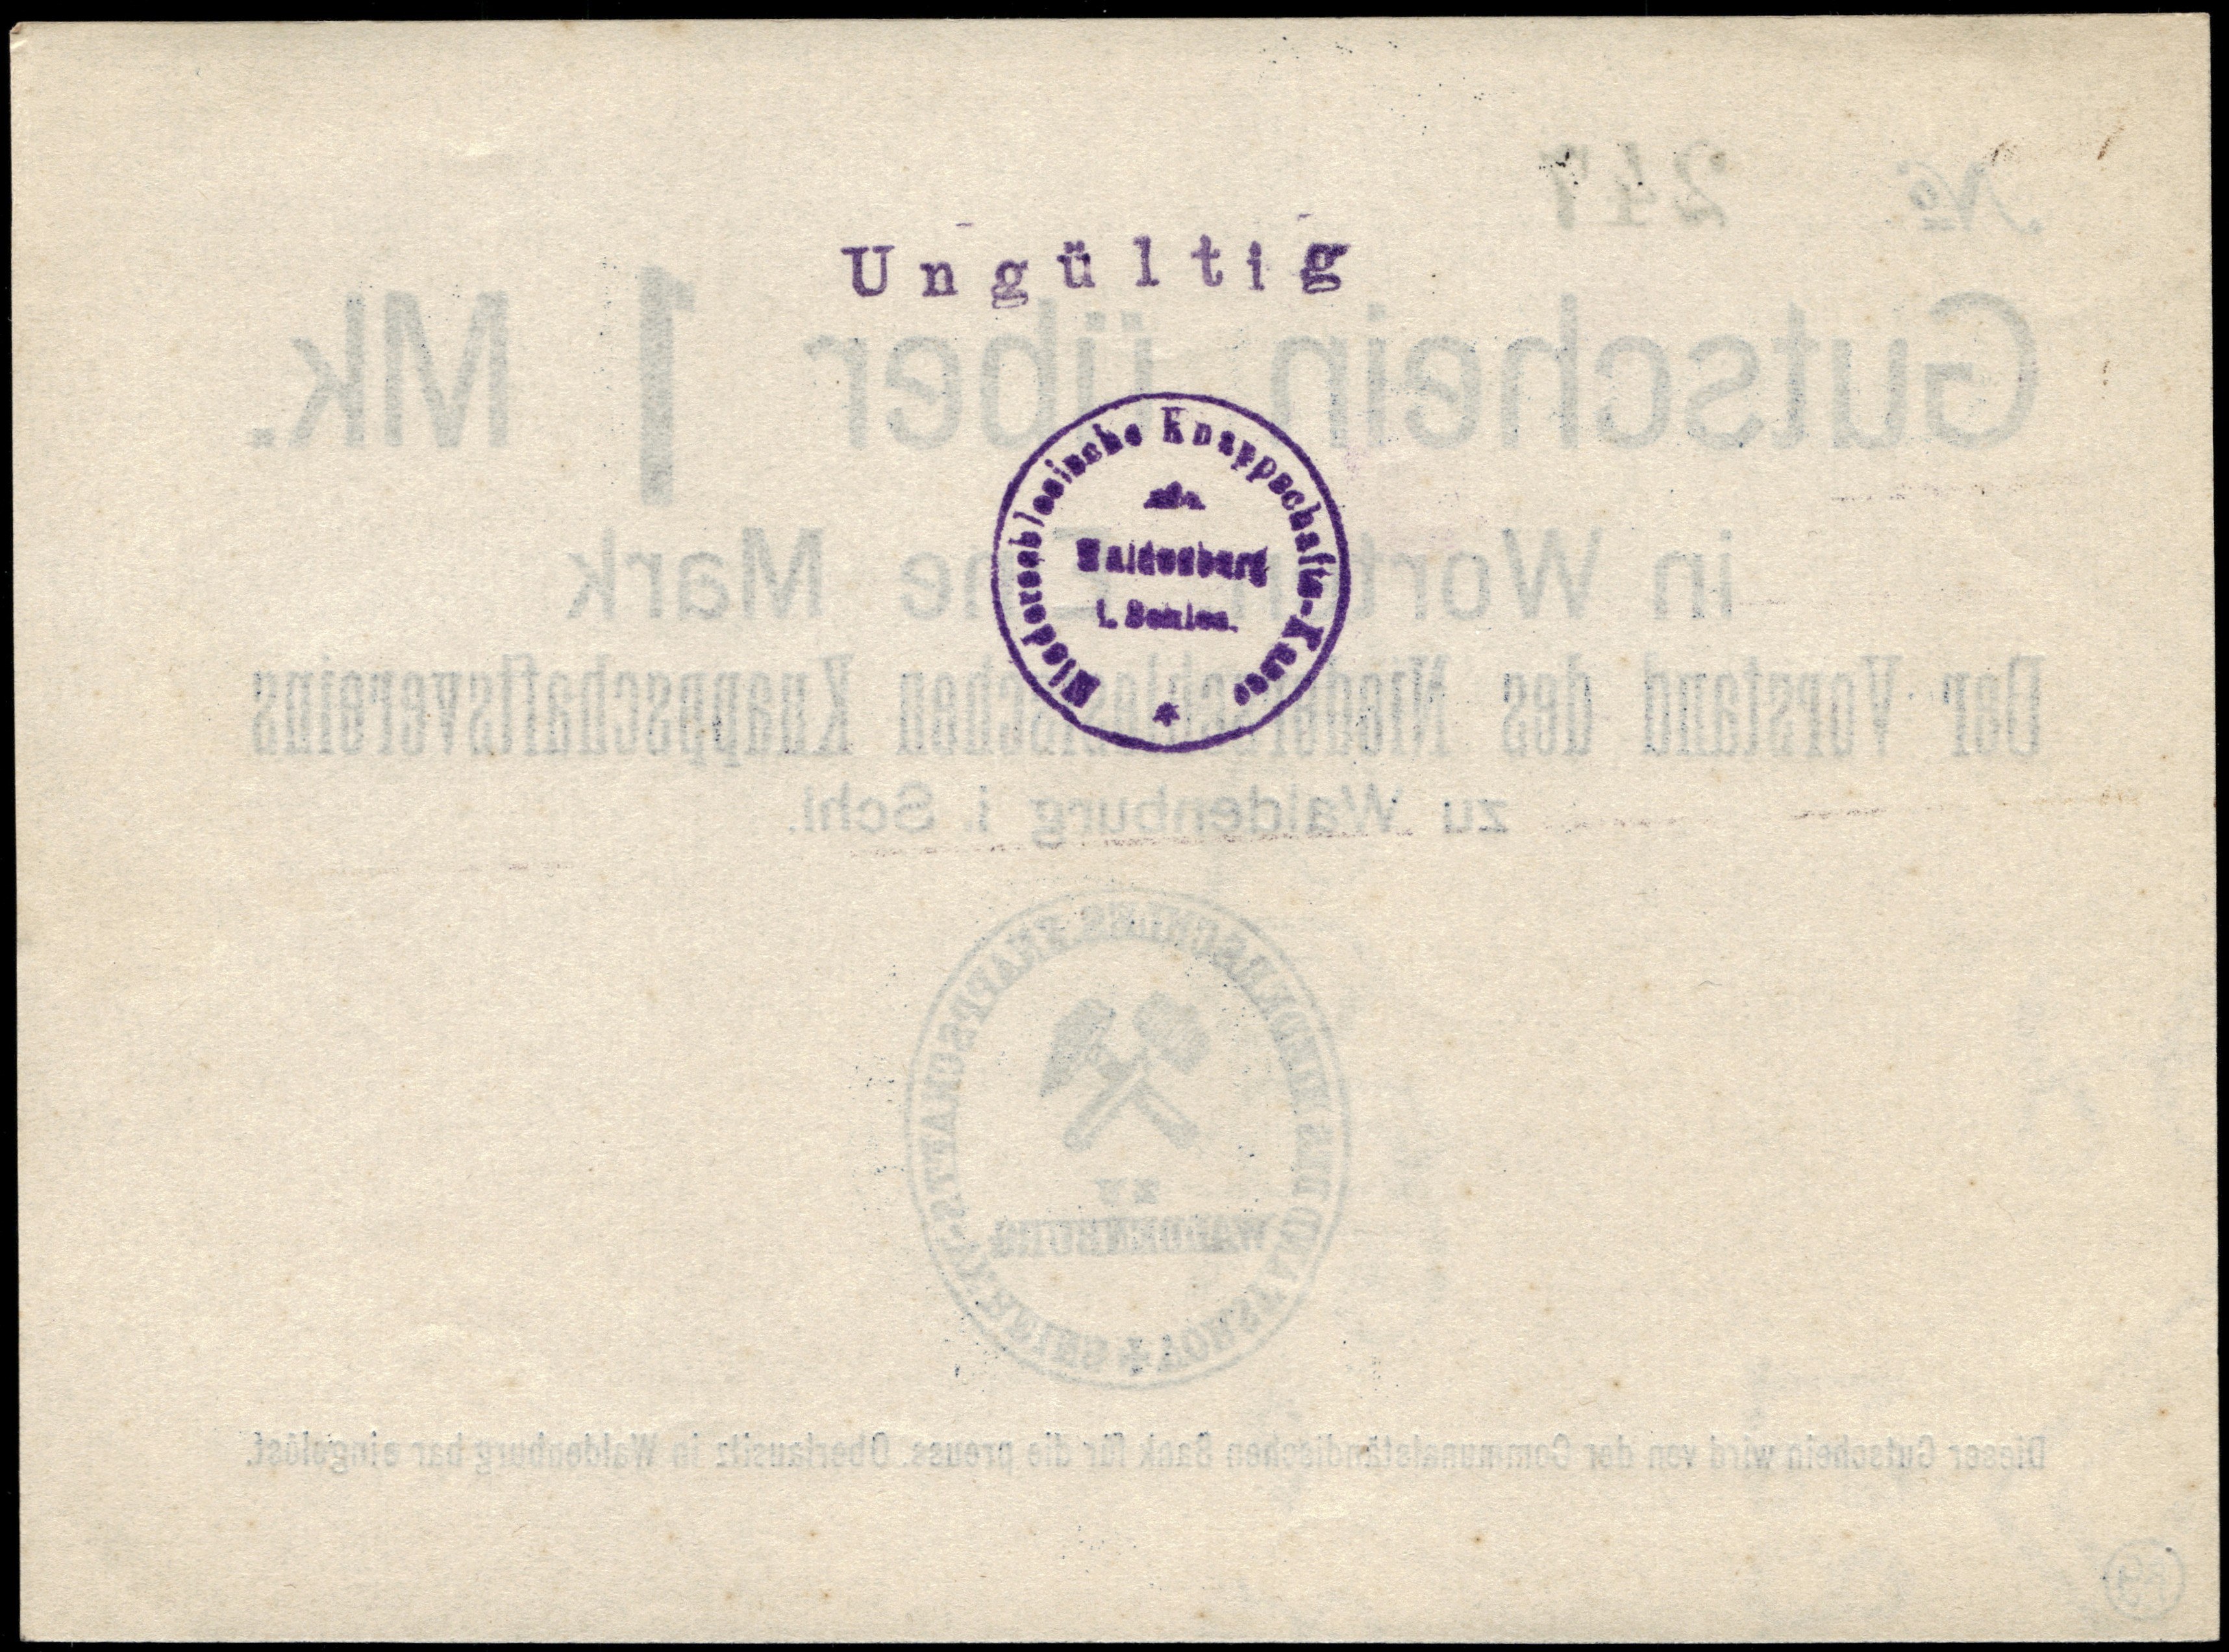 № 247
Ungültig
Gutschein über 1 Mk.
in Worten Eine Mark
Der Vorstand des Niederschlesischen Knappschaftsvereins
zu Waldenburg i. Schl.
Niederschlesische Knappschafts-Kasse
Waldenburg
i. Schles.
ZU
WALDENBURG
Dieser Gutschein wird von der Communalständischen Bank für die preuss. Oberlausitz in Waldenburg bar eingelöst.